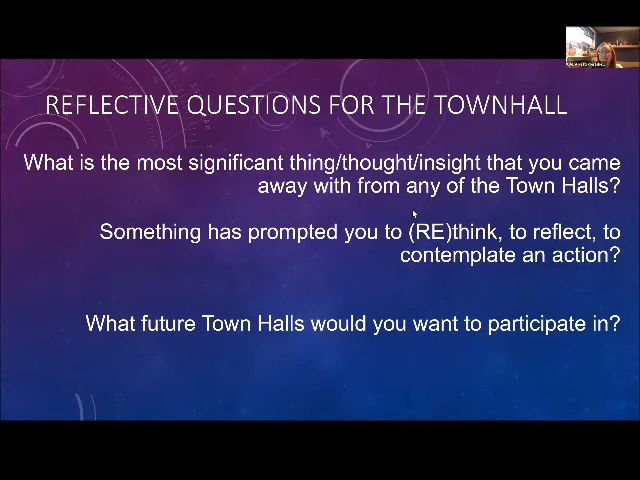 REFLECTIVE QUESTIONS FOR THE TOWNHALL
What is the most significant thing/thought/insight that you came
away with from any of the Town Halls?
Something has prompted you to (RE)think, to reflect, to
contemplate an action?
What future Town Halls would you want to participate in?